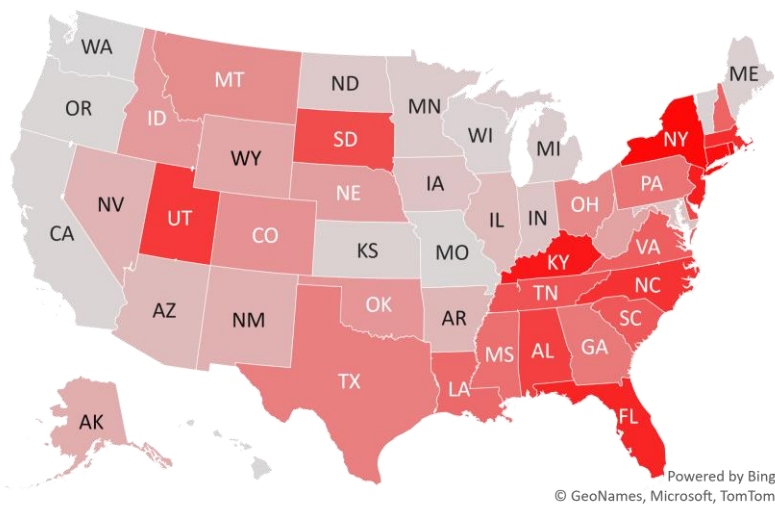 WA
ME
MT
ND
MN
OR
ID
WI
NY
SD
MI
WY
PA
IA
NE
NV
OH
IL
IN
UT
CO
CA
VA
KS
MO
KY
NC
TN
OK
AZ
NM
AR
SC
MS
AL
GA
TX
LA
FL
AK
Powered by Bing
© GeoNames, Microsoft, TomTom